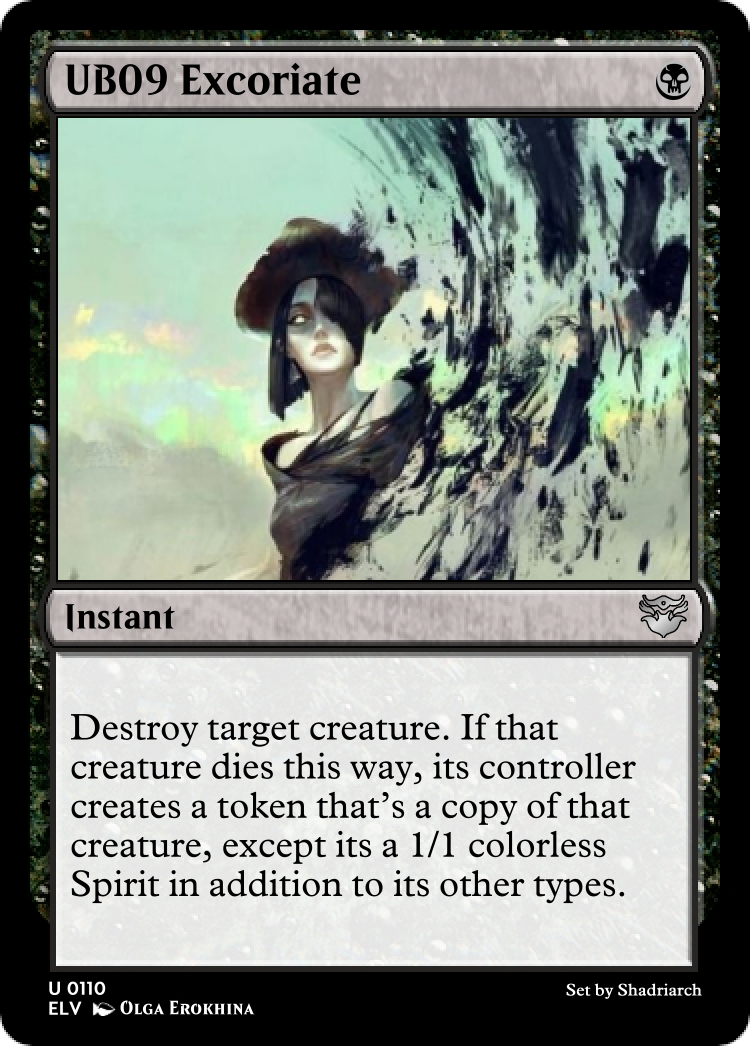 UB09 Excoriate
Instant
Destroy target creature. If that
creature dies this way, its controller
creates a token that's a copy of that
creature, except its a 1/1 colorless
Spirit in addition to its other types.
U 0110
ELV Olga Erokhina
Set by Shadriarch